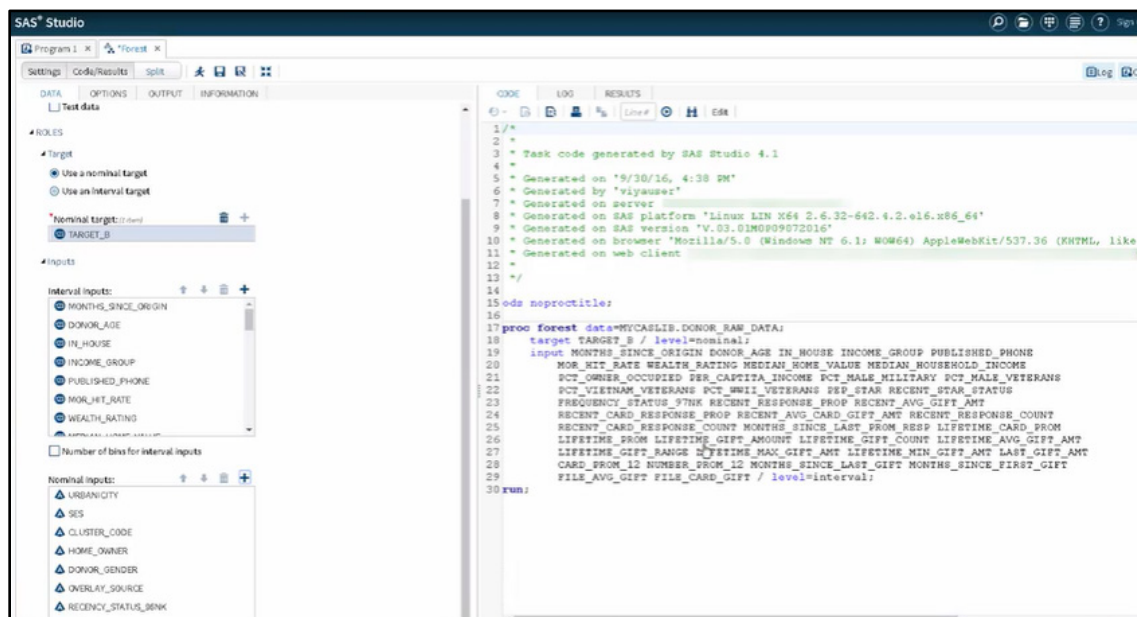 SAS® Studio
Sign
Program 1 × *Forest ×
Settings Code/Results Split
Log
DATA OPTIONS OUTPUT INFORMATION
Test data
ROLES
Target
Use a nominal target
Use an interval target
*Nominal target:
TARGET_B
Inputs
Interval inputs:
MONTHS_SINCE_ORIGIN
DONOR_AGE
IN_HOUSE
INCOME_GROUP
PUBLISHED_PHONE
MOR_HIT_RATE
WEALTH_RATING
MEDIAN_HOME_VALUE
Number of bins for interval inputs
Nominal inputs:
URBANICITY
SES
CLUSTER_CODE
HOME_OWNER
DONOR_GENDER
OVERLAY_SOURCE
RECENCY_STATUS_96NK
CODE LOG RESULTS
Line # Edit
1 /*
2 *
3 * Task code generated by SAS Studio 4.1
4 *
5 * Generated on '9/30/16, 4:38 PM'
6 * Generated by 'viyauser'
7 * Generated on server
8 * Generated on SAS platform 'Linux LIN X64 2.6.32-642.4.2.el6.x86_64'
9 * Generated on SAS version 'V.03.01M0P09072016'
10 * Generated on browser 'Mozilla/5.0 (Windows NT 6.1; WOW64) AppleWebKit/537.36 (KHTML, like
11 * Generated on web client
12 *
13 */
14
15 ods noproctitle;
16
17 proc forest data=MYCASLIB.DONOR_RAW_DATA;
18 target TARGET_B / level=nominal;
19 input MONTHS_SINCE_ORIGIN DONOR_AGE IN_HOUSE INCOME_GROUP PUBLISHED_PHONE
20 MOR_HIT_RATE WEALTH_RATING MEDIAN_HOME_VALUE MEDIAN_HOUSEHOLD_INCOME
21 PCT_OWNER_OCCUPIED PER_CAPTITA_INCOME PCT_MALE_MILITARY PCT_MALE_VETERANS
22 PCT_VIETNAM_VETERANS PCT_WWII_VETERANS PEP_STAR RECENT_STAR_STATUS
23 FREQUENCY_STATUS_97NK RECENT_RESPONSE_PROP RECENT_AVG_GIFT_AMT
24 RECENT_CARD_RESPONSE_PROP RECENT_AVG_CARD_GIFT_AMT RECENT_RESPONSE_COUNT
25 RECENT_CARD_RESPONSE_COUNT MONTHS_SINCE_LAST_PROM_RESP LIFETIME_CARD_PROM
26 LIFETIME_PROM LIFETIME_GIFT_AMOUNT LIFETIME_GIFT_COUNT LIFETIME_AVG_GIFT_AMT
27 LIFETIME_GIFT_RANGE LIFETIME_MAX_GIFT_AMT LIFETIME_MIN_GIFT_AMT LAST_GIFT_AMT
28 CARD_PROM_12 NUMBER_PROM_12 MONTHS_SINCE_LAST_GIFT MONTHS_SINCE_FIRST_GIFT
29 FILE_AVG_GIFT FILE_CARD_GIFT / level=interval;
30 run;